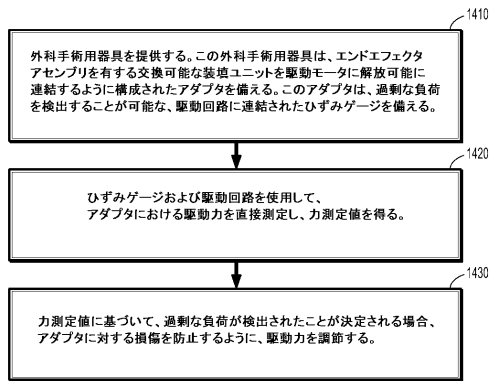 1410
外科手術用器具を提供する。この外科手術用器具は、エンドエフェクタ
アセンブリを有する交換可能な装填ユニットを駆動モータに解放可能に
連結するように構成されたアダプタを備える。このアダプタは、過剰な負荷
を検出することが可能な、駆動回路に連結されたひずみゲージを備える。
1420
ひずみゲージおよび駆動回路を使用して、
アダプタにおける駆動力を直接測定し、力測定値を得る。
1430
力測定値に基づいて、過剰な負荷が検出されたことが決定される場合、
アダプタに対する損傷を防止するように、駆動力を調節する。